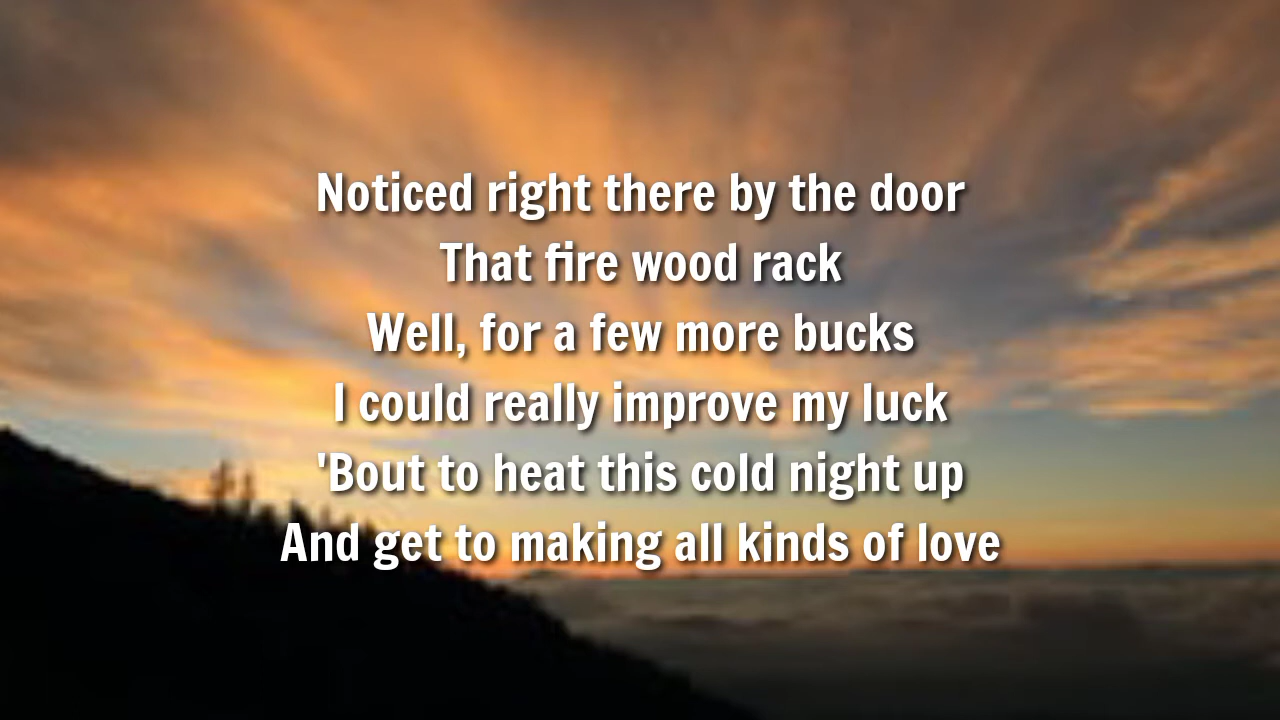 Noticed right there by the door
That fire wood rack
Well, for a few more bucks
I could really improve my luck
'Bout to heat this cold night up
And get to making all kinds of love